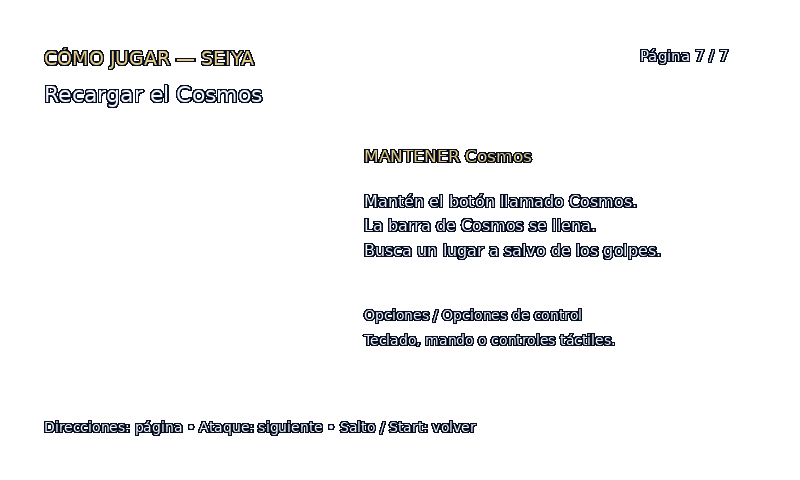 CÓMO JUGAR — SEIYA
Página 7 / 7
Recargar el Cosmos
MANTENER Cosmos
Mantén el botón llamado Cosmos.
La barra de Cosmos se llena.
Busca un lugar a salvo de los golpes.
Opciones / Opciones de control
Teclado, mando o controles táctiles.
Direcciones: página • Ataque: siguiente • Salto / Start: volver